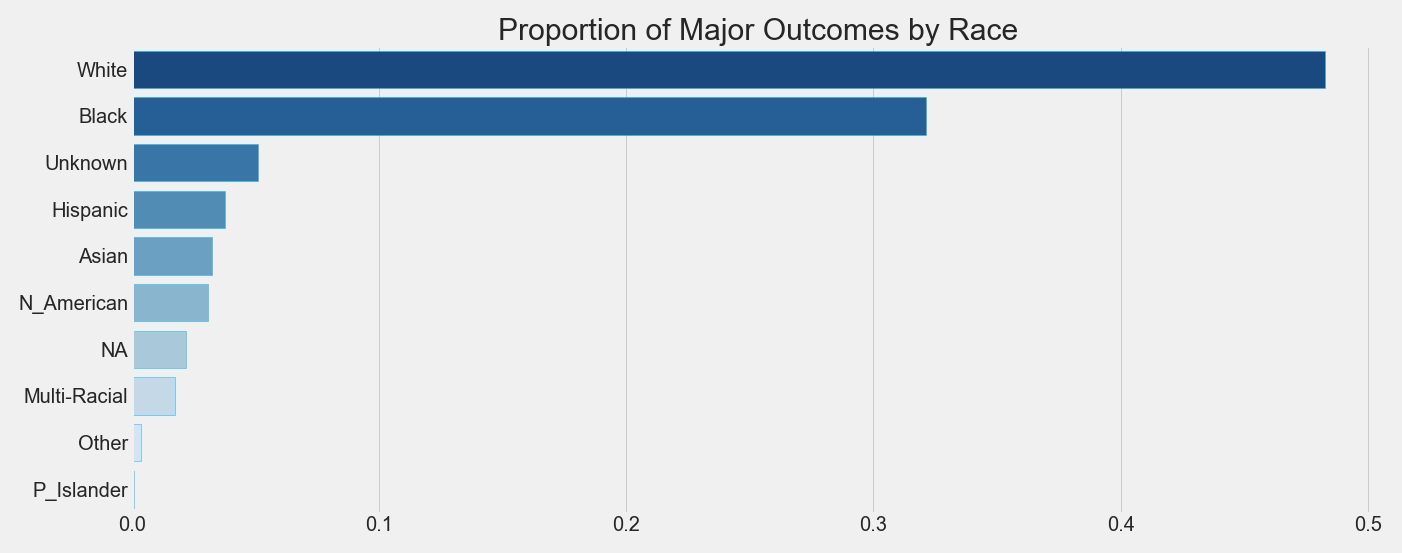 Proportion of Major Outcomes by Race
White
Black
Unknown
Hispanic
Asian
N_American
NA
Multi-Racial
Other
P_Islander
0.0 0.1 0.2 0.3 0.4 0.5